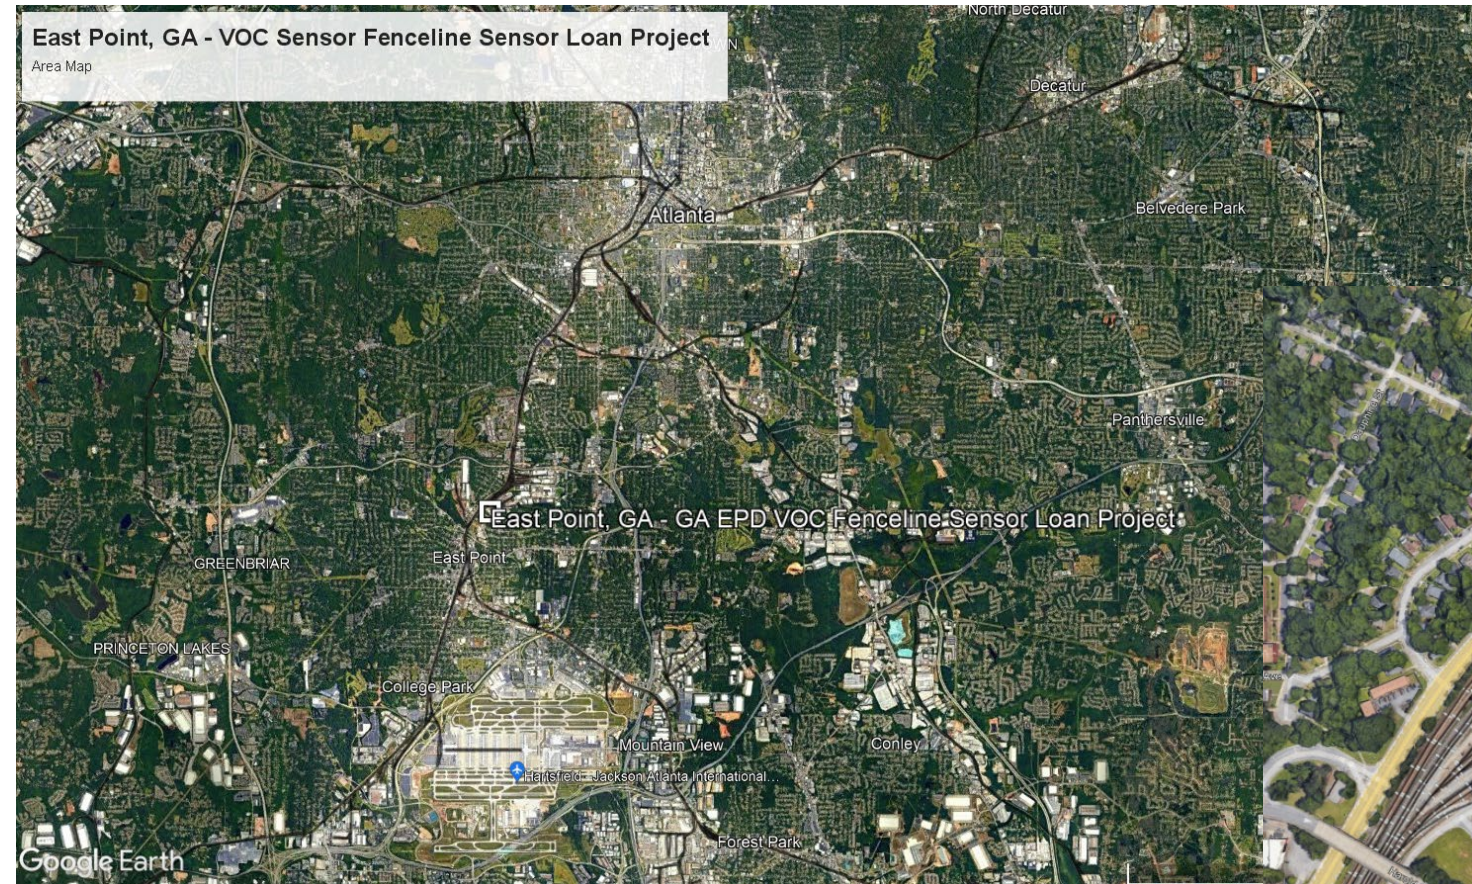 East Point, GA - VOC Sensor Fenceline Sensor Loan Project
Area Map
North Decatur
Decatur
Atlanta
Belvedere Park
Panthersville
East Point, GA - GA EPD VOC Fenceline Sensor Loan Project
East Point
GREENBRIAR
PRINCETON LAKES
College Park
Mountain View
Conley
Hartsfield - Jackson Atlanta International...
Forest Park
Google Earth